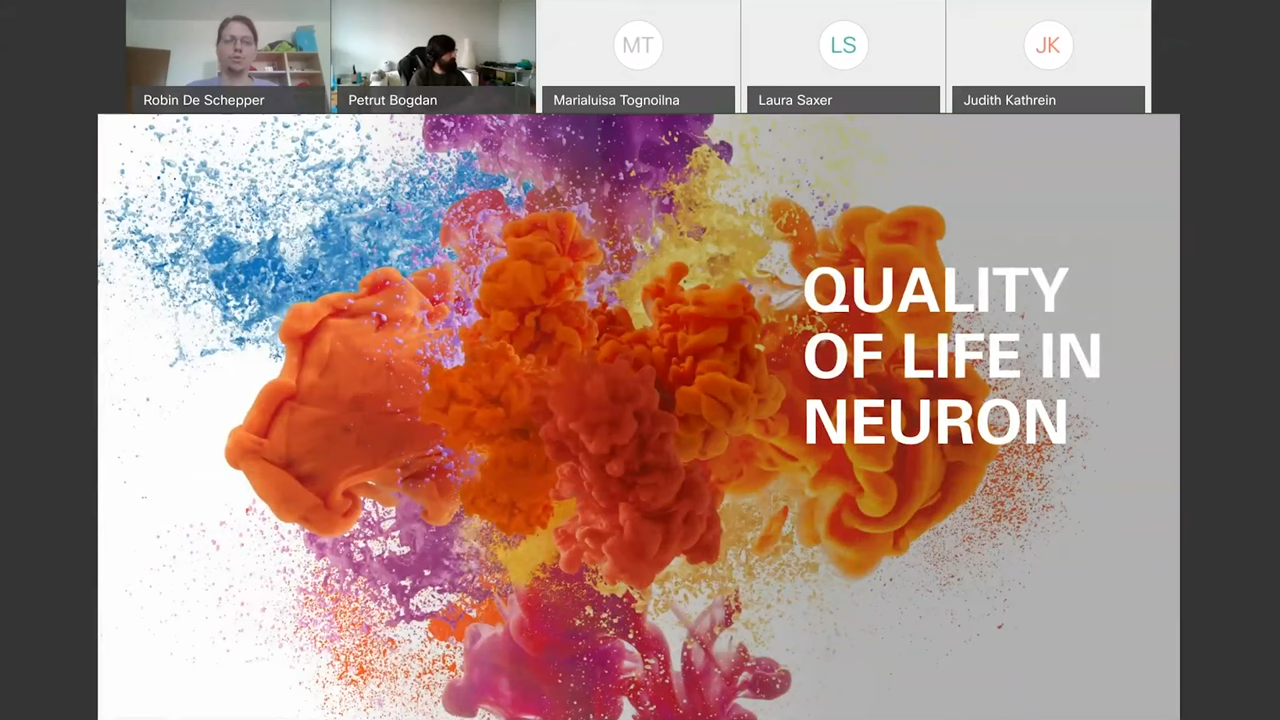 MT
LS
JK
Robin De Schepper
Petrut Bogdan
Marialuisa Tognoilna
Laura Saxer
Judith Kathrein
QUALITY
OF LIFE IN
NEURON